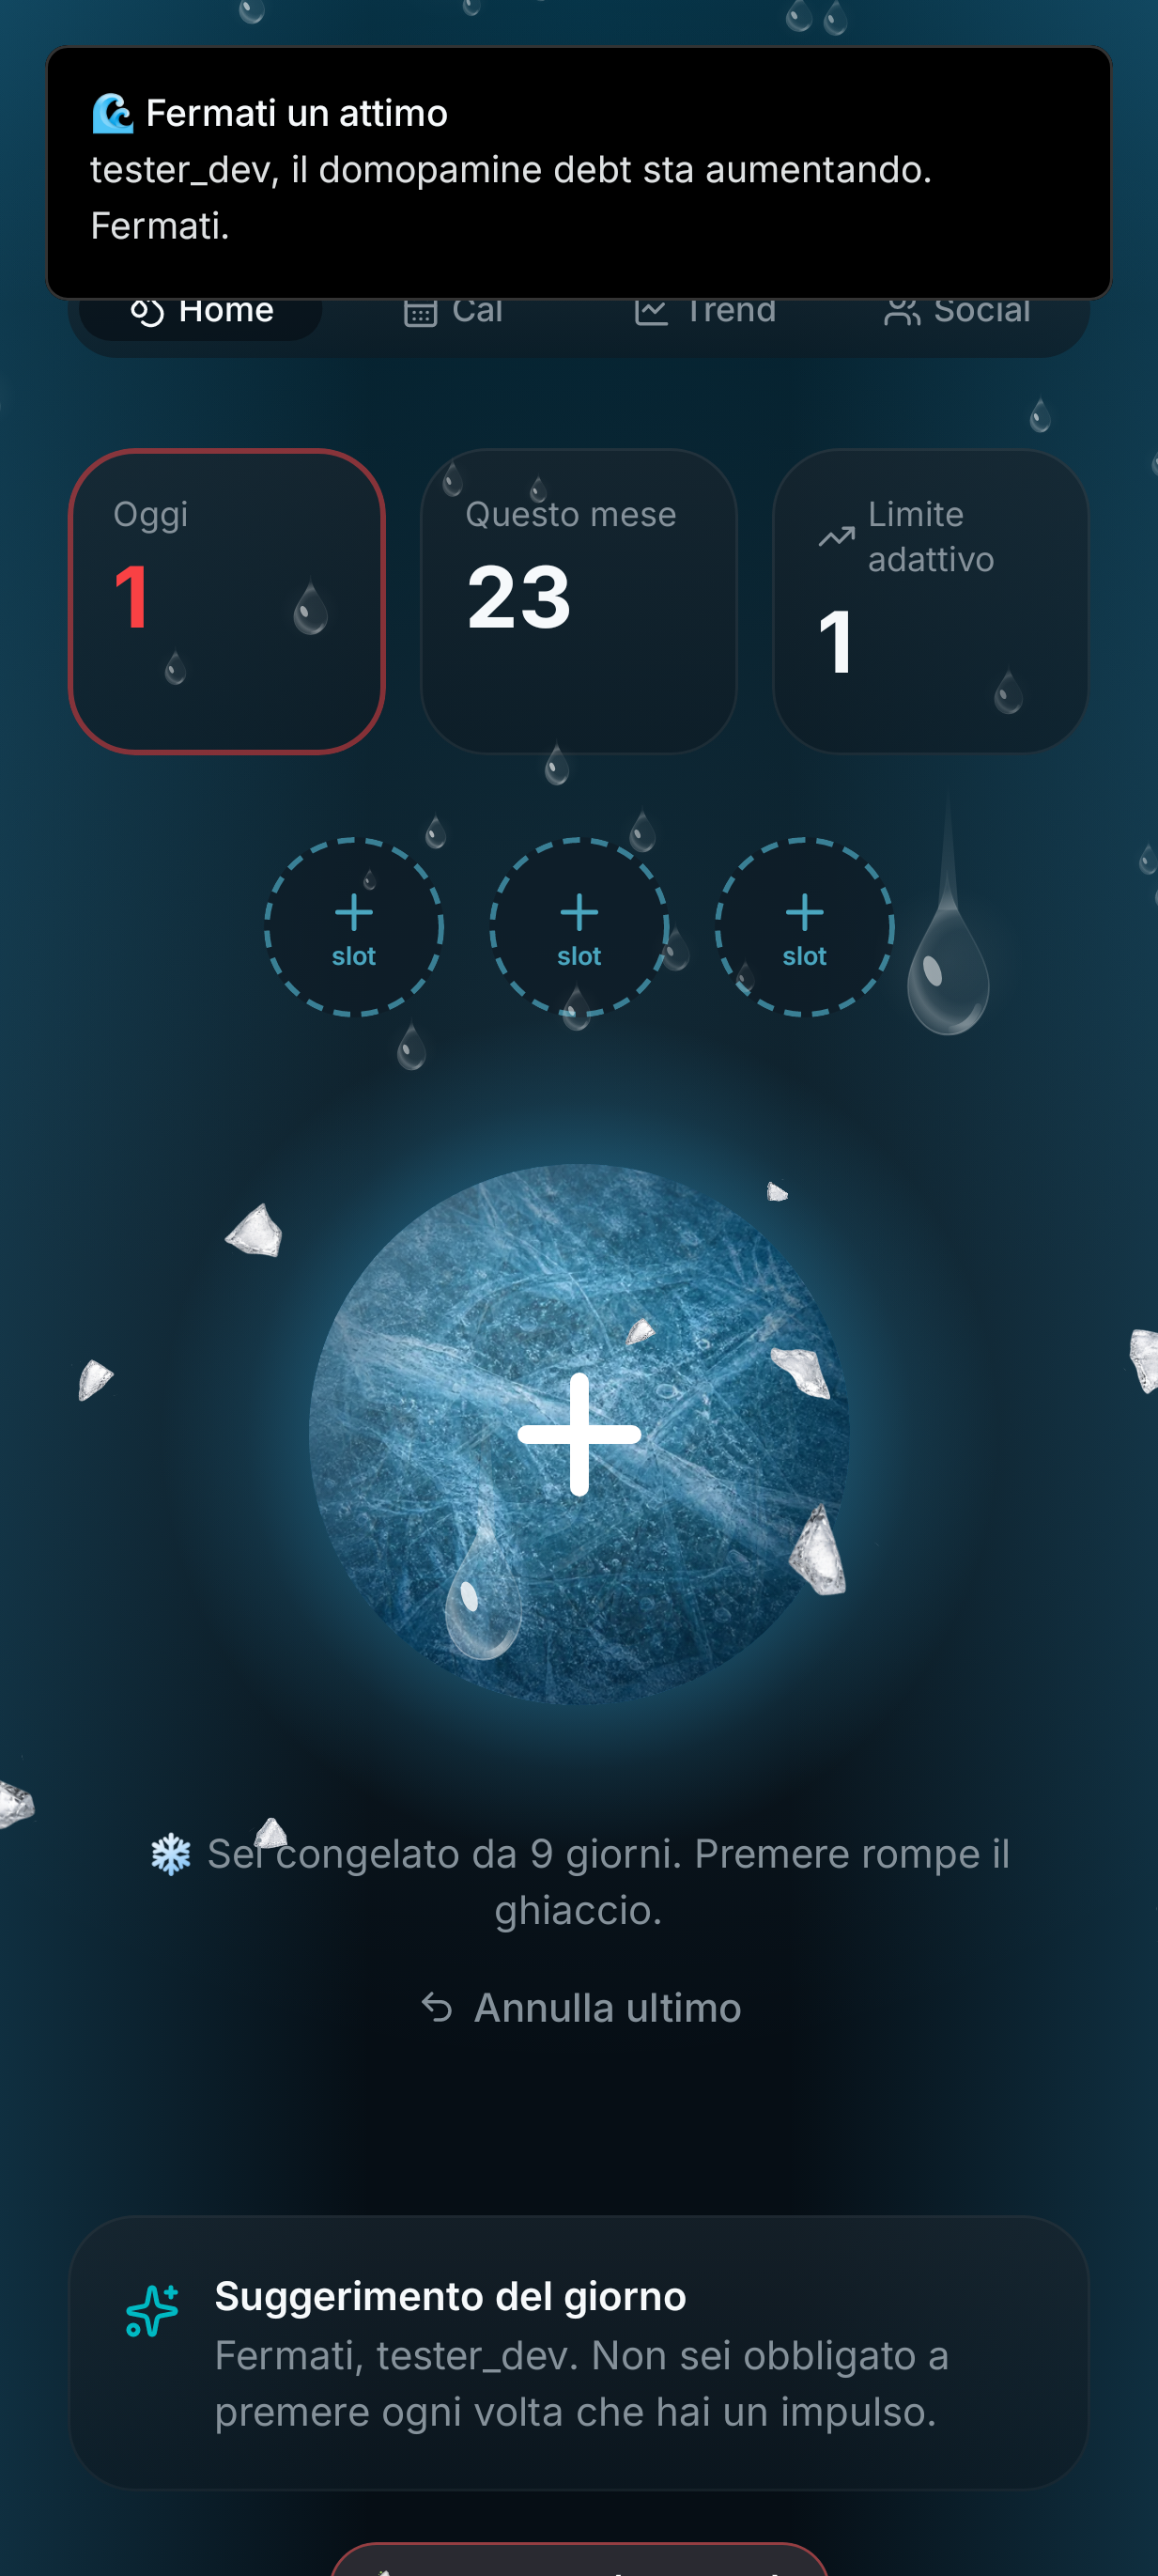 🌊 Fermati un attimo
tester_dev, il domopamine debt sta aumentando.
Fermati.
Home Cal Trend Social
Oggi
1
Questo mese
23
Limite
adattivo
1
slot slot slot
❄️ Sei congelato da 9 giorni. Premere rompe il
ghiaccio.
Annulla ultimo
Suggerimento del giorno
Fermati, tester_dev. Non sei obbligato a
premere ogni volta che hai un impulso.